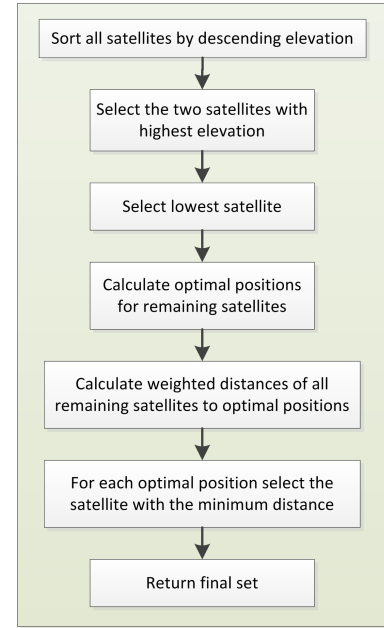 Sort all satellites by descending elevation
Select the two satellites with
highest elevation
Select lowest satellite
Calculate optimal positions
for remaining satellites
Calculate weighted distances of all
remaining satellites to optimal positions
For each optimal position select the
satellite with the minimum distance
Return final set